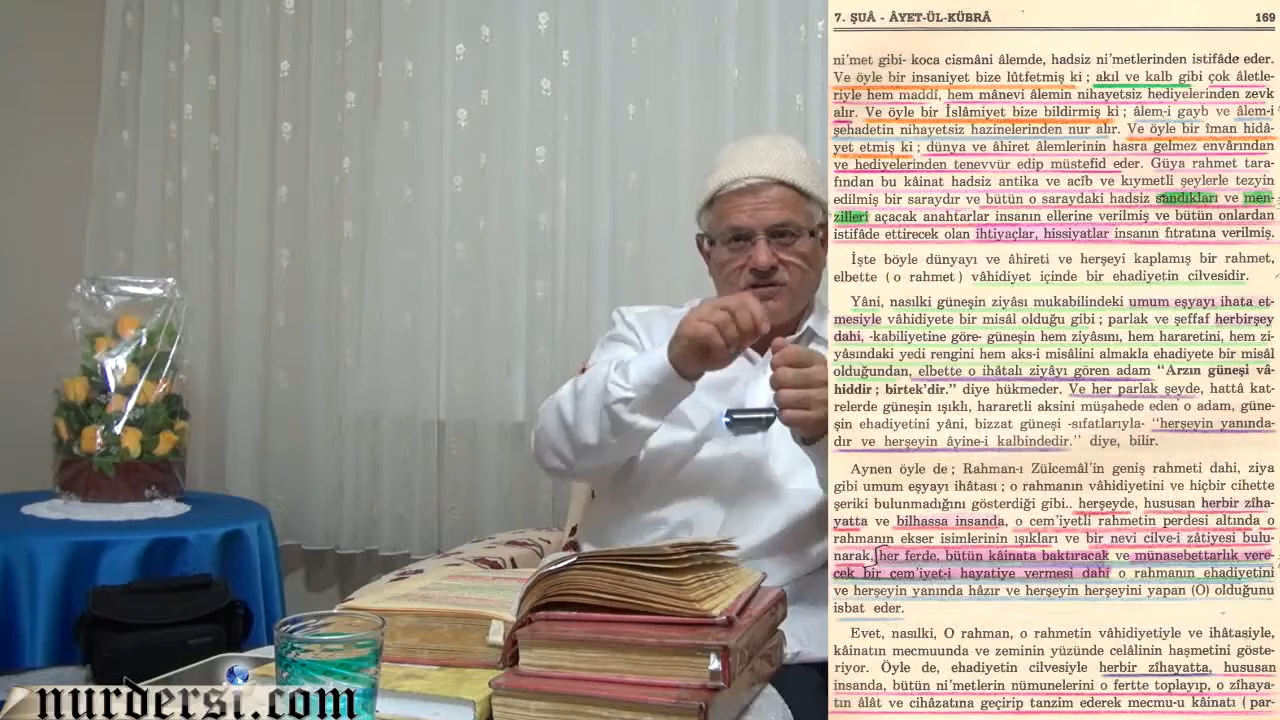 7. ŞUÂ - ÂYET-ÜL-KÜBRÂ 169
ni'met gibi- koca cismâni âlemde, hadsiz ni'metlerinden istifâde eder.
Ve öyle bir insaniyet bize lûtfetmiş ki ; akıl ve kalb gibi çok âletle-
riyle hem maddî, hem mânevi âlemin nihayetsiz hediyelerinden zevk
alır. Ve öyle bir İslâmiyet bize bildirmiş ki ; âlem-i gayb ve âlem-i
şehadetin nihayetsiz hazinelerinden nur alır. Ve öyle bir îman hidâ-
yet etmiş ki ; dünya ve âhiret âlemlerinin hasra gelmez envârından
ve hediyelerinden tenevvür edip müstefid eder. Güya rahmet tara-
fından bu kâinat hadsiz antika ve acîb ve kıymetli şeylerle tezyin
edilmiş bir saraydır ve bütün o saraydaki hadsiz sandıkları ve men-
zilleri açacak anahtarlar insanın ellerine verilmiş ve bütün onlardan
istifâde ettirecek olan ihtiyaçlar, hissiyatlar insanın fıtratına verilmiş.
İşte böyle dünyayı ve âhireti ve herşeyi kaplamış bir rahmet,
elbette ( o rahmet ) vâhidiyet içinde bir ehadiyetin cilvesidir.
Yâni, nasılki güneşin ziyâsı mukabilindeki umum eşyayı ihata et-
mesiyle vâhidiyete bir misâl olduğu gibi ; parlak ve şeffaf herbirşey
dahi, -kabiliyetine göre- güneşin hem ziyâsını, hem hararetini, hem zi-
yâsındaki yedi rengini hem aks-i misâlini almakla ehadiyete bir misâl
olduğundan, elbette o ihâtalı ziyâyı gören adam "Arzın güneşi vâ-
hiddir ; birtek'dir." diye hükmeder. Ve her parlak şeyde, hattâ kat-
relerde güneşin ışıklı, hararetli aksini müşahede eden o adam, güne-
şin ehadiyetini yâni, bizzat güneşi -sıfatlarıyla- "herşeyin yanında-
dır ve herşeyin âyine-i kalbindedir." diye, bilir.
Aynen öyle de ; Rahman-ı Zülcemâl'in geniş rahmeti dahi, ziya
gibi umum eşyayı ihâtası ; o rahmanın vâhidiyetini ve hiçbir cihette
şeriki bulunmadığını gösterdiği gibi.. herşeyde, hususan herbir zîha-
yatta ve bilhassa insanda, o cem'iyetli rahmetin perdesi altında o
rahmanın ekser isimlerinin ışıkları ve bir nevi cilve-i zâtiyesi bulu-
narak, her ferde, bütün kâinata baktıracak ve münasebettarlık vere-
cek bir cem'iyet-i hayatiye vermesi dahi o rahmanın ehadiyetini
ve herşeyin yanında hâzır ve herşeyin herşeyini yapan (O) olduğunu
isbat eder.
Evet, nasılki, O rahman, o rahmetin vâhidiyetiyle ve ihâtasiyle,
kâinatın mecmuunda ve zeminin yüzünde celâlinin haşmetini göste-
riyor. Öyle de, ehadiyetin cilvesiyle herbir zîhayatta, hususan
insanda, bütün ni'metlerin nümunelerini o fertte toplayıp, o zîhaya-
tın âlât ve cihâzatına geçirip tanzim ederek mecmu-u kâinatı ( par-
nurdersi.com